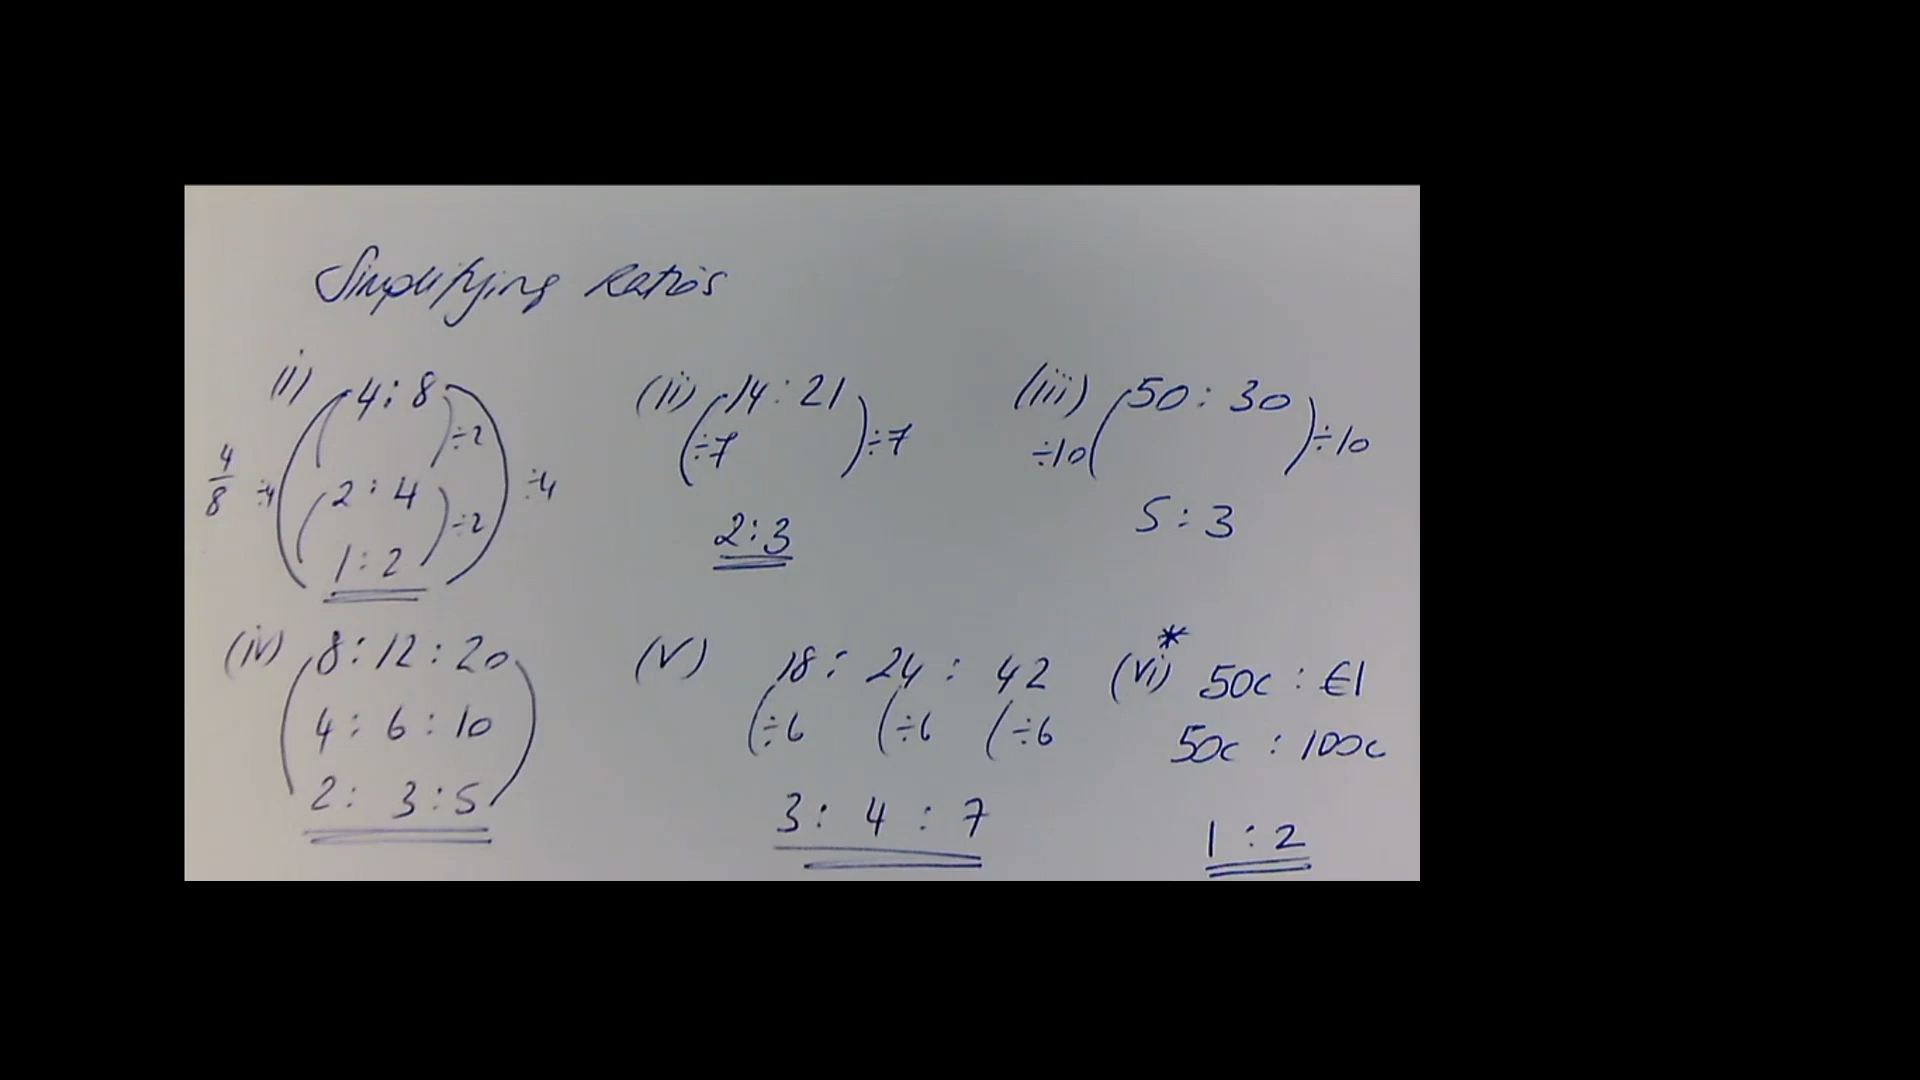 Simplifying Ratios
(i) 4 : 8
÷2
4/8 ÷4 ÷4
2 : 4
÷2
1 : 2
(ii) 14 : 21
÷7 ÷7
2 : 3
(iii) 50 : 30
÷10 ÷10
5 : 3
(iv) 8 : 12 : 20
4 : 6 : 10
2 : 3 : 5
(v) 18 : 24 : 42
÷6 ÷6 ÷6
3 : 4 : 7
*
(vi) 50c : €1
50c : 100c
1 : 2